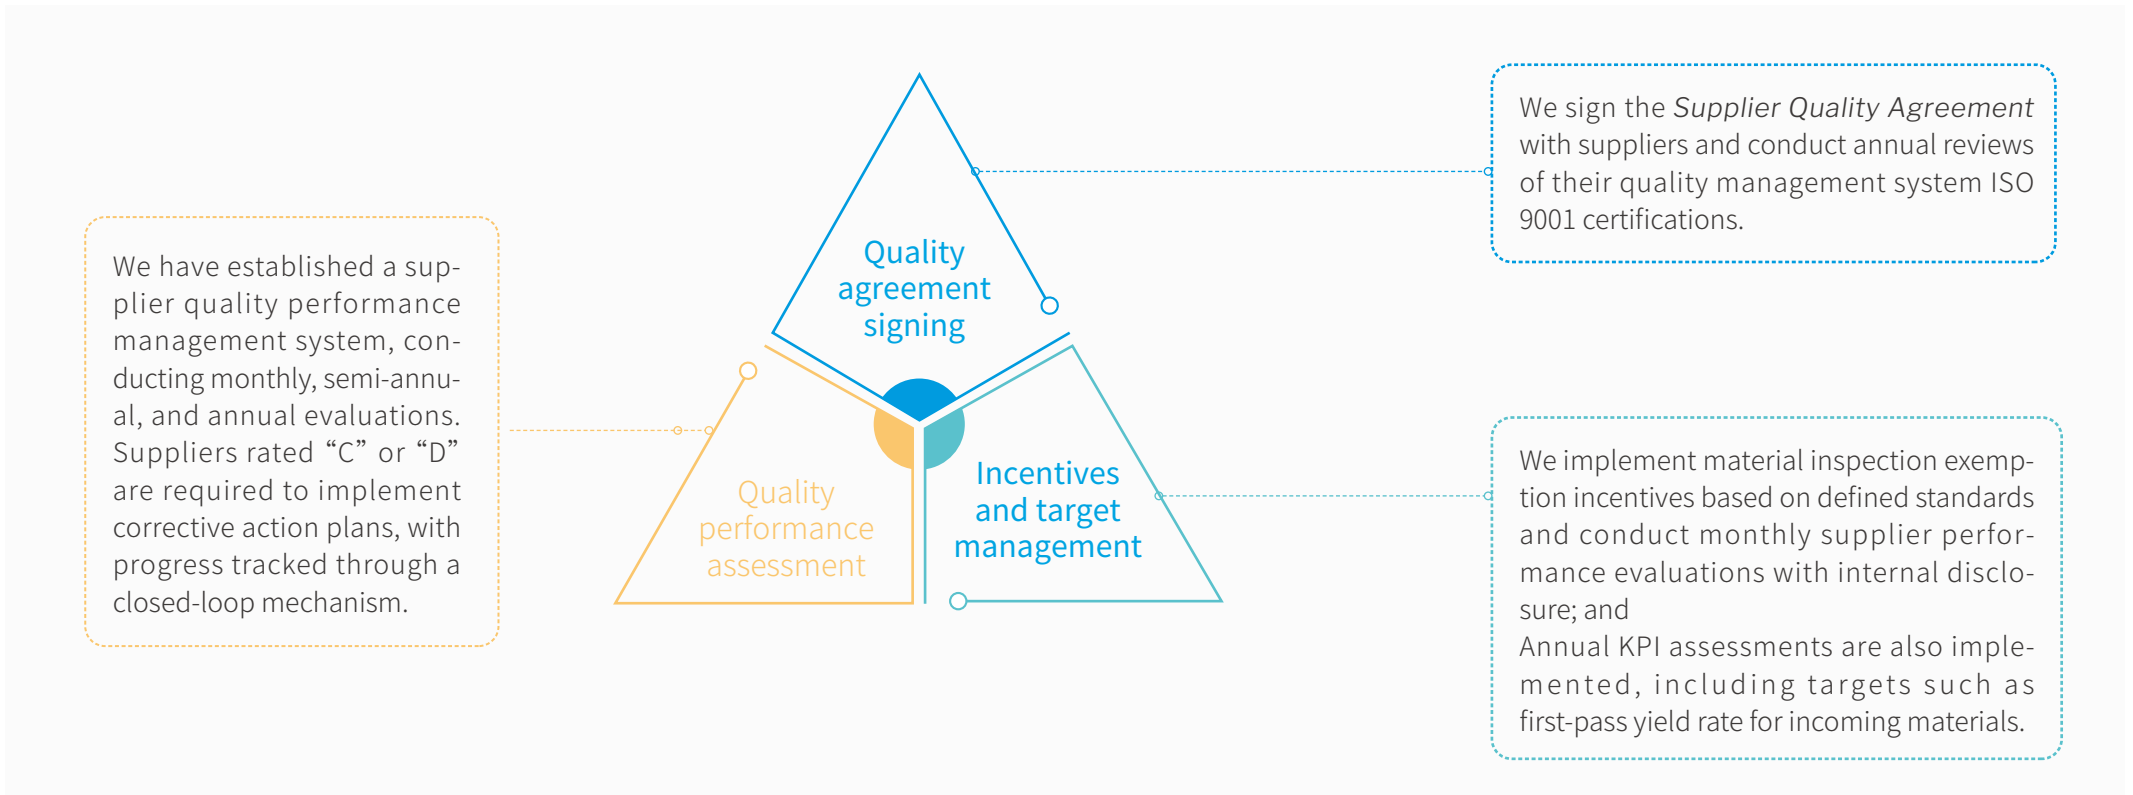 We have established a sup-
plier quality performance
management system, con-
ducting monthly, semi-annu-
al, and annual evaluations.
Suppliers rated “C” or “D”
are required to implement
corrective action plans, with
progress tracked through a
closed-loop mechanism.
Quality
agreement
signing
Quality
performance
assessment
Incentives
and target
management
We sign the Supplier Quality Agreement
with suppliers and conduct annual reviews
of their quality management system ISO
9001 certifications.
We implement material inspection exemp-
tion incentives based on defined standards
and conduct monthly supplier perfor-
mance evaluations with internal disclo-
sure; and
Annual KPI assessments are also imple-
mented, including targets such as
first-pass yield rate for incoming materials.